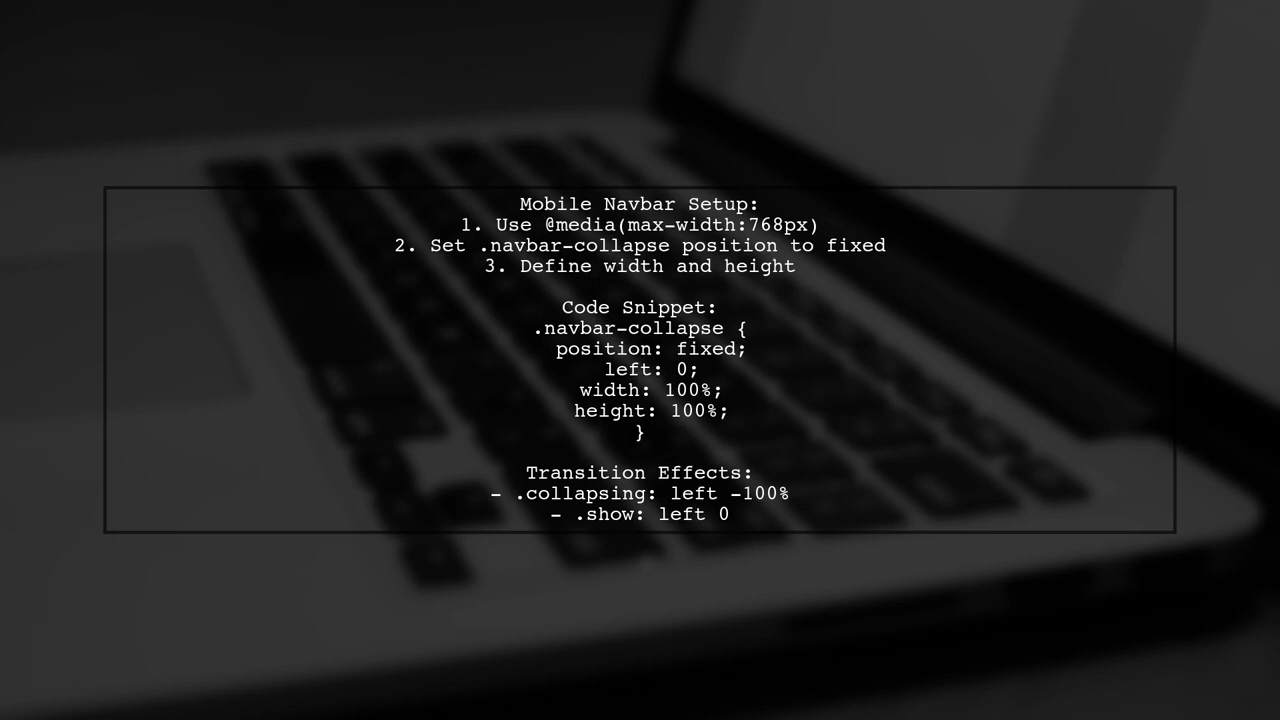 Mobile Navbar Setup:
1. Use @media(max-width:768px)
2. Set .navbar-collapse position to fixed
3. Define width and height
Code Snippet:
.navbar-collapse {
position: fixed;
left: 0;
width: 100%;
height: 100%;
}
Transition Effects:
- .collapsing: left -100%
- .show: left 0